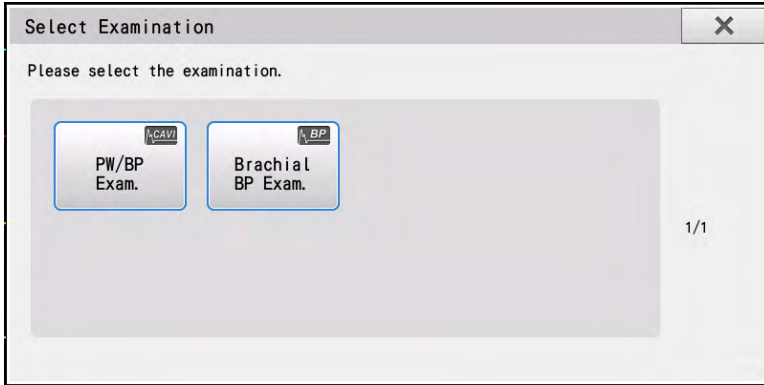 Select Examination
Please select the examination.
CAVI
PW/BP
Exam.
BP
Brachial
BP Exam.
1/1